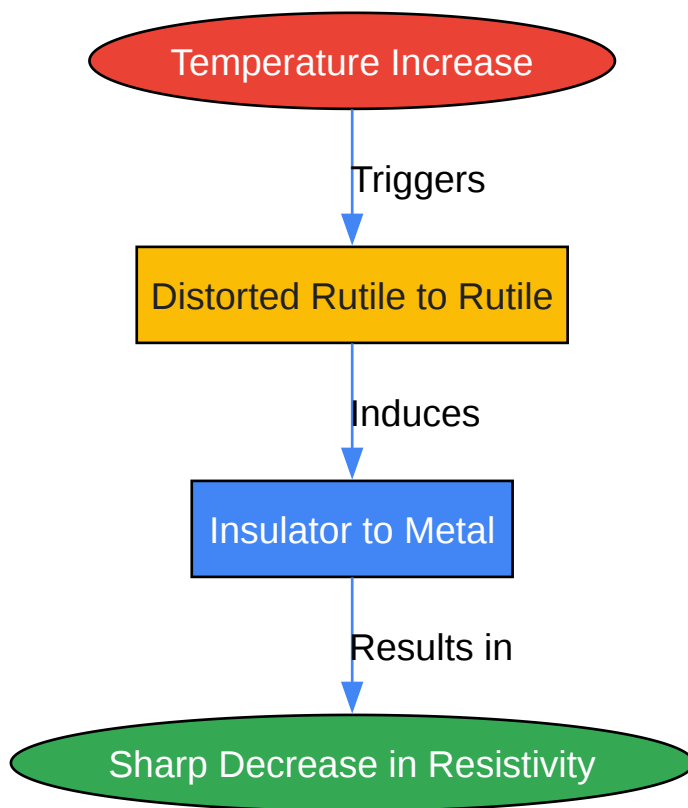 Temperature Increase
Triggers
Distorted Rutile to Rutile
Induces
Insulator to Metal
Results in
Sharp Decrease in Resistivity